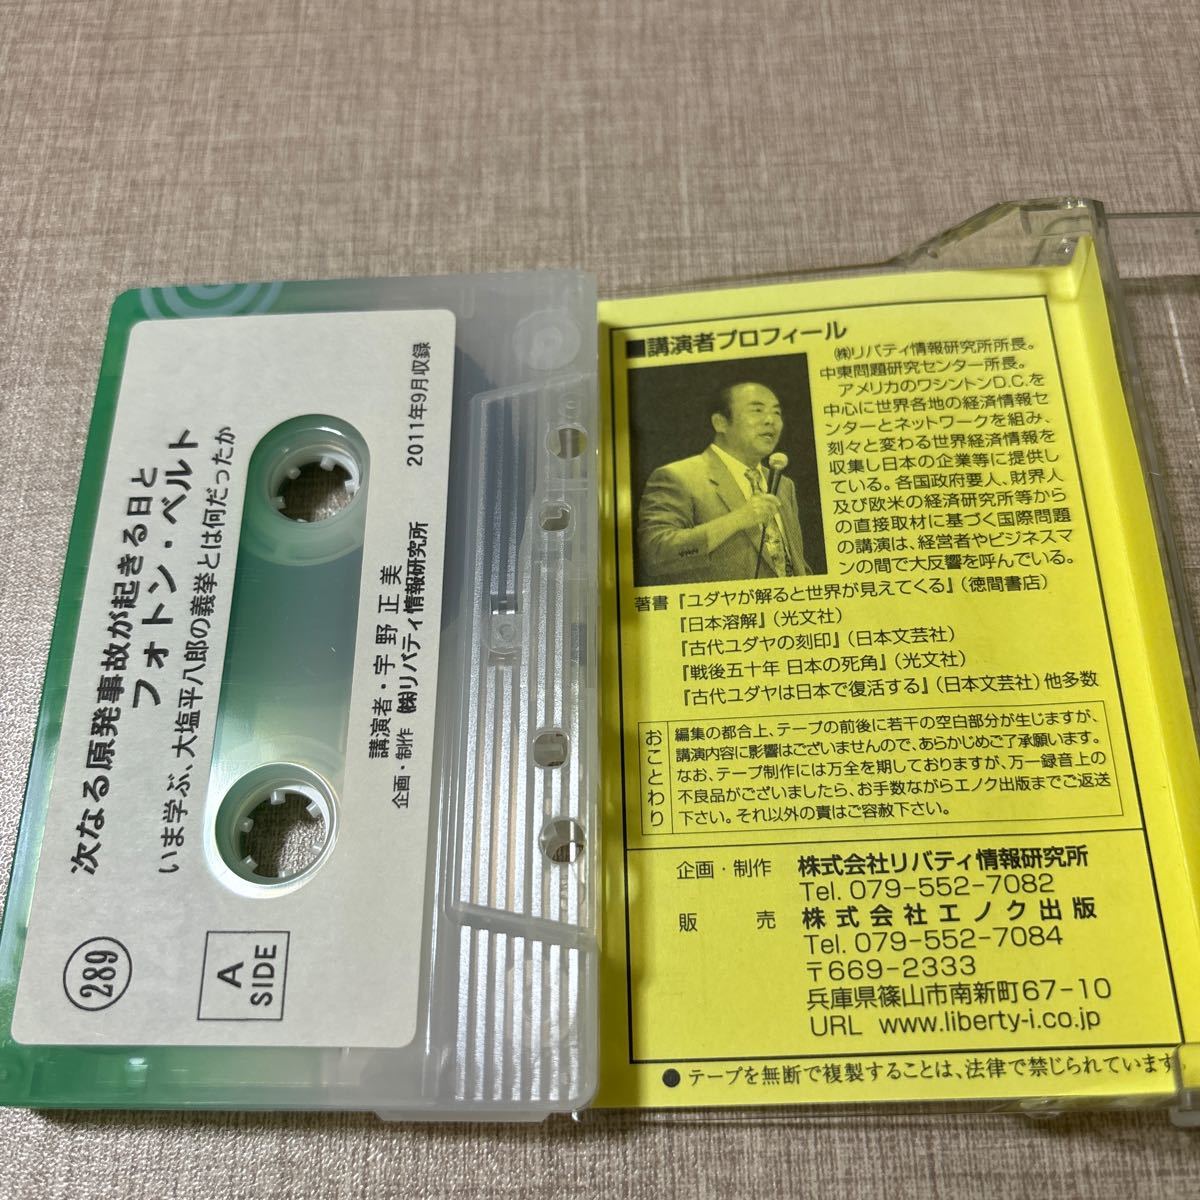 次なる原発事故が起きる日と
フォトン・ベルト
いま学ぶ、大塩平八郎の義挙とは何だったか
289
A
SIDE
講演者・宇野正美
企画・制作 ㈱リバティ情報研究所 2011年9月収録
■講演者プロフィール
㈱リバティ情報研究所所長。
中東問題研究センター所長。
アメリカのワシントンD.C.を
中心に世界各地の経済情報セ
ンターとネットワークを組み、
刻々と変わる世界経済情報を
収集し日本の企業等に提供し
ている。各国政府要人、財界人
及び欧米の経済研究所等から
の直接取材に基づく国際問題
の講演は、経営者やビジネスマ
ンの間で大反響を呼んでいる。
著書『ユダヤが解ると世界が見えてくる』(徳間書店)
『日本溶解』(光文社)
『古代ユダヤの刻印』(日本文芸社)
『戦後五十年 日本の死角』(光文社)
『古代ユダヤは日本で復活する』(日本文芸社)他多数
おことわり
編集の都合上、テープの前後に若干の空白部分が生じますが、
講演内容に影響はございませんので、あらかじめご了承願います。
なお、テープ制作には万全を期しておりますが、万一録音上の
不良品がございましたら、お手数ながらエノク出版までご返送
下さい。それ以外の責はご容赦下さい。
企画・制作 株式会社リバティ情報研究所
Tel. 079-552-7082
販売 株式会社エノク出版
Tel. 079-552-7084
〒669-2333
兵庫県篠山市南新町67-10
URL www.liberty-i.co.jp
●テープを無断で複製することは、法律で禁じられています。